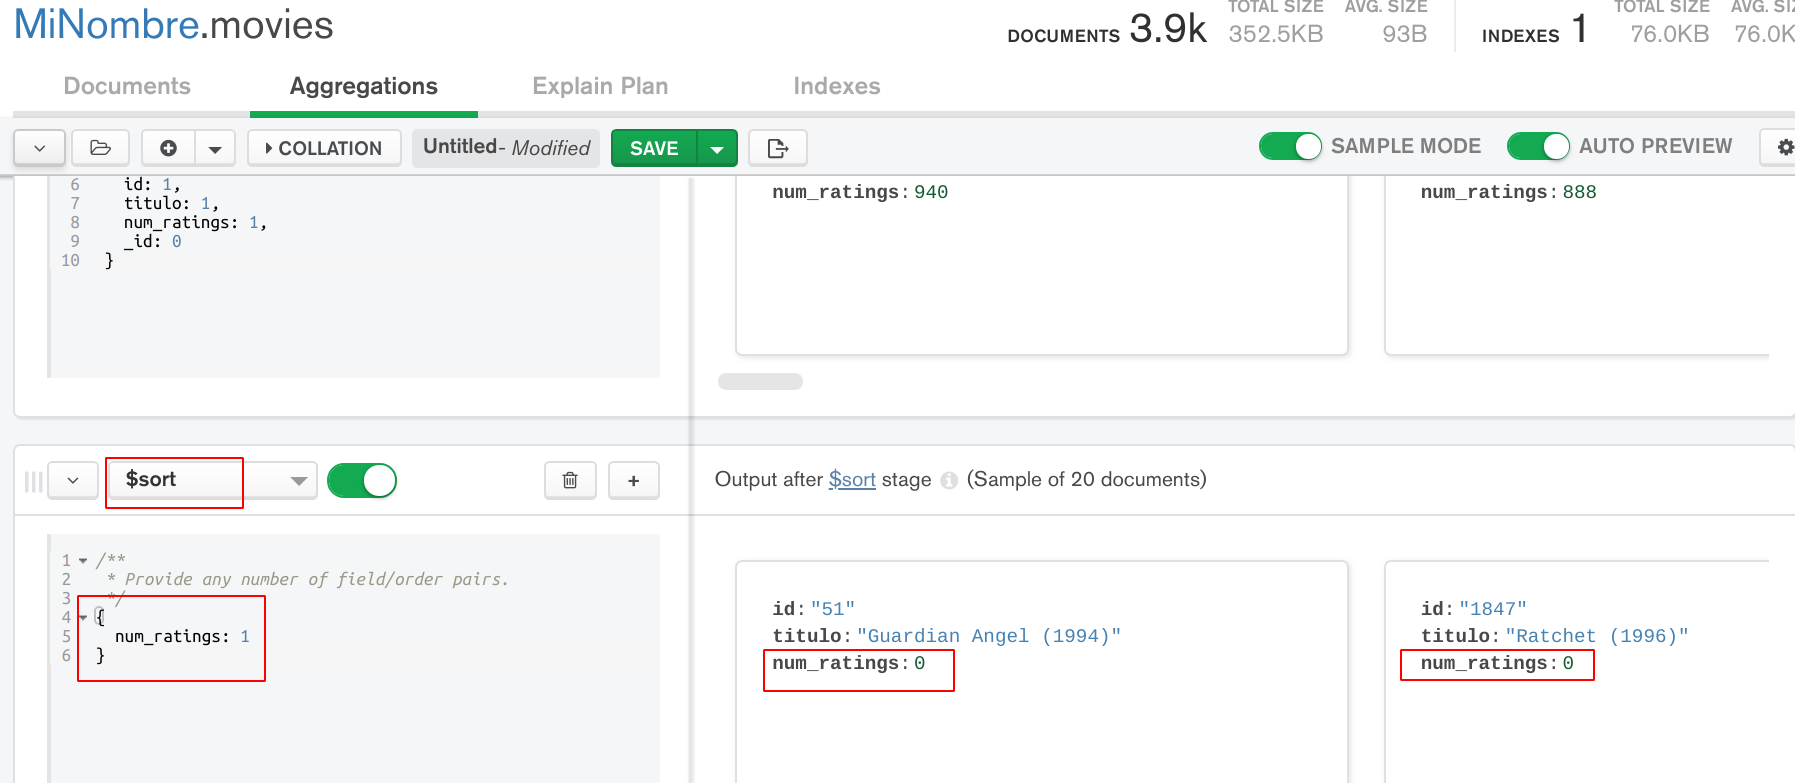 MiNombre.movies
DOCUMENTS 3.9k
TOTAL SIZE
352.5KB
AVG. SIZE
93B
INDEXES 1
TOTAL SIZE
76.0KB
AVG.
76.0K
Documents
Aggregations
Explain Plan
Indexes
COLLATION
Untitled- Modified
SAVE
SAMPLE MODE
AUTO PREVIEW
6 id: 1,
7 titulo: 1,
8 num_ratings: 1,
9 _id: 0
10 }
num_ratings: 940
num_ratings: 888
$sort
+
Output after $sort stage (Sample of 20 documents)
1 /**
2 * Provide any number of field/order pairs.
3 */
4 {
5 num_ratings: 1
6 }
id: "51"
titulo: "Guardian Angel (1994)"
num_ratings: 0
id: "1847"
titulo: "Ratchet (1996)"
num_ratings: 0